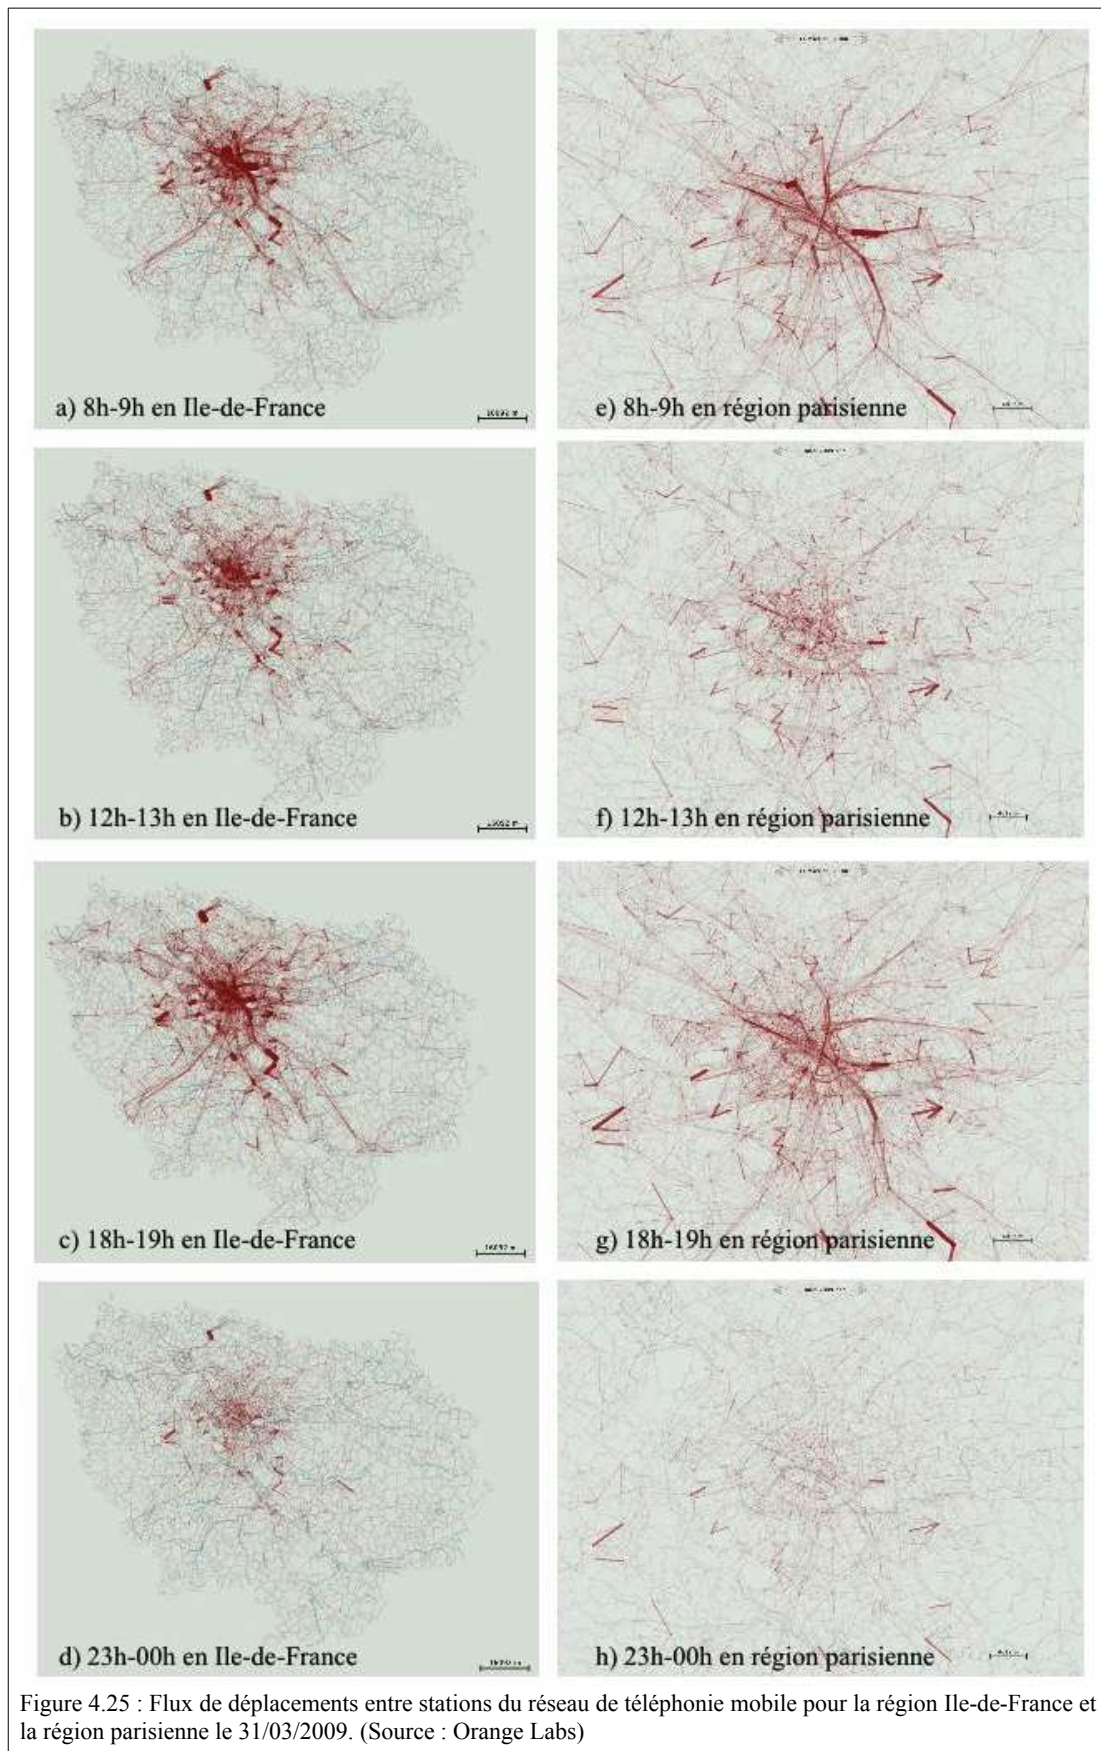 a) 8h-9h en Ile-de-France
e) 8h-9h en région parisienne
b) 12h-13h en Ile-de-France
f) 12h-13h en région parisienne
c) 18h-19h en Ile-de-France
g) 18h-19h en région parisienne
d) 23h-00h en Ile-de-France
h) 23h-00h en région parisienne
Figure 4.25 : Flux de déplacements entre stations du réseau de téléphonie mobile pour la région Ile-de-France et
la région parisienne le 31/03/2009. (Source : Orange Labs)